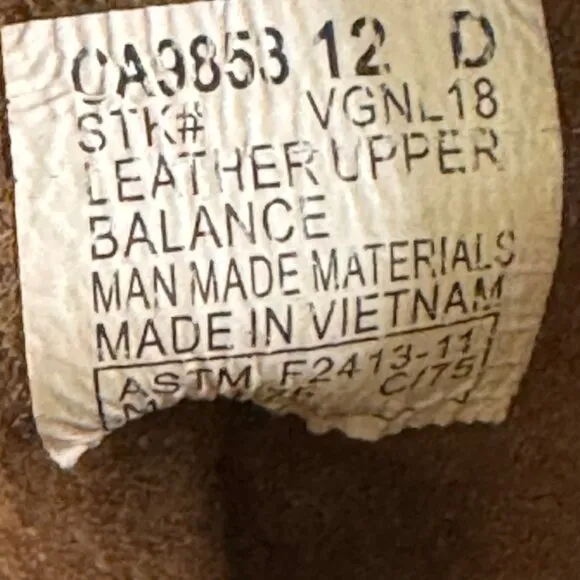 CA9853 12 D
STK# VGNL18
LEATHER UPPER
BALANCE
MAN MADE MATERIALS
MADE IN VIETNAM
ASTM F2413-11
C/75